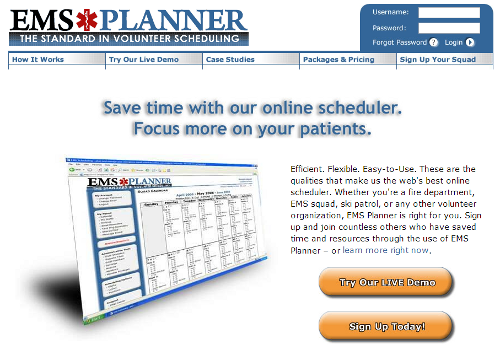 EMS PLANNER
THE STANDARD IN VOLUNTEER SCHEDULING
Username:
Password:
Forgot Password ? Login
How It Works
Try Our Live Demo
Case Studies
Packages & Pricing
Sign Up Your Squad
Save time with our online scheduler.
Focus more on your patients.
EMS PLANNER
Efficient. Flexible. Easy-to-Use. These are the
qualities that make us the web's best online
scheduler. Whether you're a fire department,
EMS squad, ski patrol, or any other volunteer
organization, EMS Planner is right for you. Sign
up and join countless others who have saved
time and resources through the use of EMS
Planner – or learn more right now.
Try Our LIVE Demo
Sign Up Today!